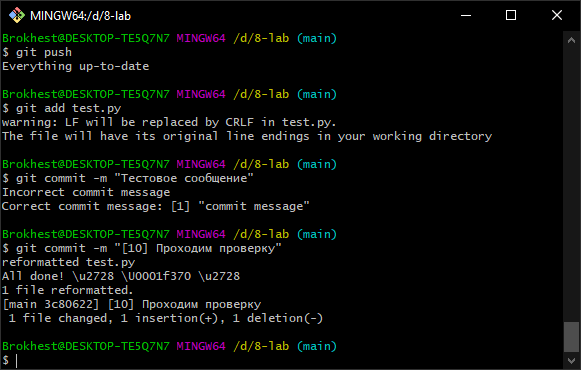 MINGW64:/d/8-lab
Brokhest@DESKTOP-TE5Q7N7 MINGW64 /d/8-lab (main)
$ git push
Everything up-to-date
Brokhest@DESKTOP-TE5Q7N7 MINGW64 /d/8-lab (main)
$ git add test.py
warning: LF will be replaced by CRLF in test.py.
The file will have its original line endings in your working directory
Brokhest@DESKTOP-TE5Q7N7 MINGW64 /d/8-lab (main)
$ git commit -m "Тестовое сообщение"
Incorrect commit message
Correct commit message: [1] "commit message"
Brokhest@DESKTOP-TE5Q7N7 MINGW64 /d/8-lab (main)
$ git commit -m "[10] Проходим проверку"
reformatted test.py
All done! \u2728 \U0001f370 \u2728
1 file reformatted.
[main 3c80622] [10] Проходим проверку
 1 file changed, 1 insertion(+), 1 deletion(-)
Brokhest@DESKTOP-TE5Q7N7 MINGW64 /d/8-lab (main)
$